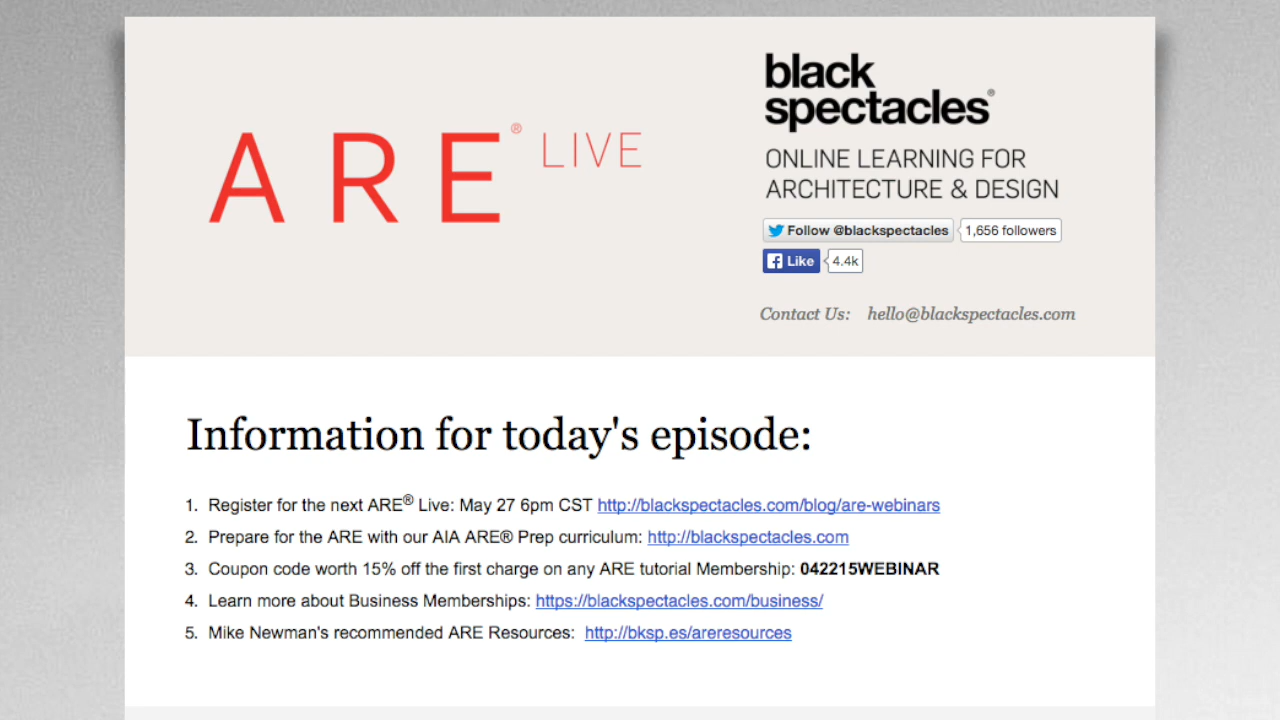 ARE® LIVE
black
spectacles®
ONLINE LEARNING FOR
ARCHITECTURE & DESIGN
Follow @blackspectacles 1,656 followers
Like 4.4k
Contact Us: hello@blackspectacles.com
Information for today's episode:
1. Register for the next ARE® Live: May 27 6pm CST http://blackspectacles.com/blog/are-webinars
2. Prepare for the ARE with our AIA ARE® Prep curriculum: http://blackspectacles.com
3. Coupon code worth 15% off the first charge on any ARE tutorial Membership: 042215WEBINAR
4. Learn more about Business Memberships: https://blackspectacles.com/business/
5. Mike Newman's recommended ARE Resources: http://bksp.es/areresources